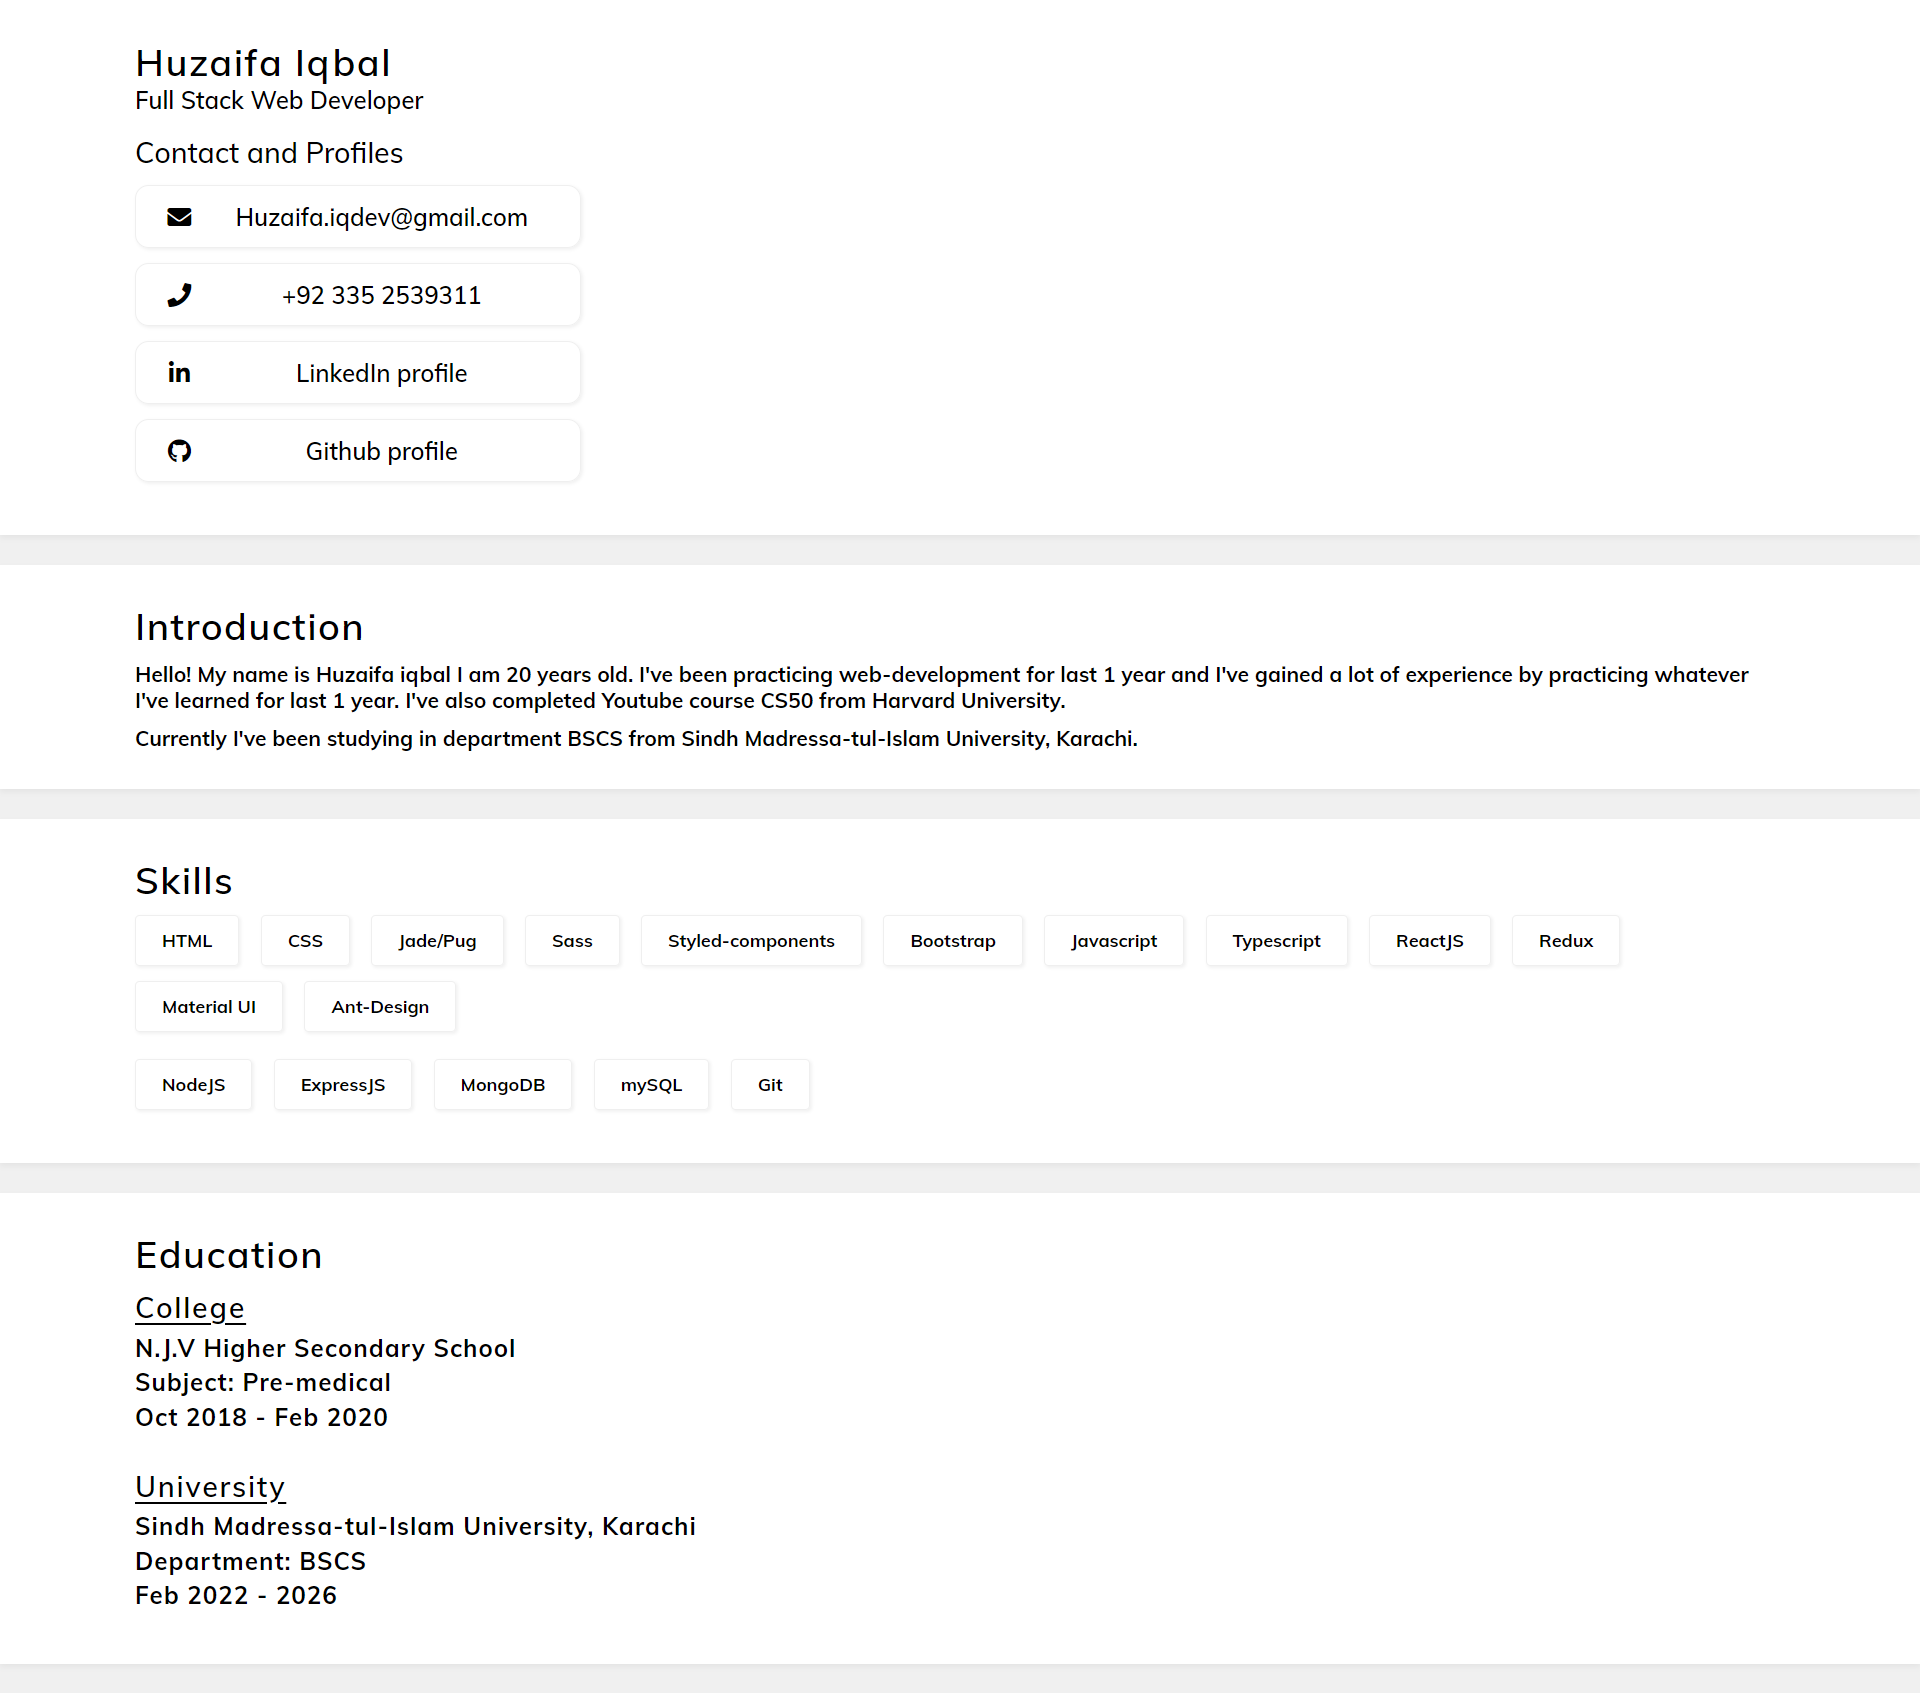 Huzaifa Iqbal
Full Stack Web Developer
Contact and Profiles
Huzaifa.iqdev@gmail.com
+92 335 2539311
LinkedIn profile
Github profile
Introduction
Hello! My name is Huzaifa iqbal I am 20 years old. I've been practicing web-development for last 1 year and I've gained a lot of experience by practicing whatever
I've learned for last 1 year. I've also completed Youtube course CS50 from Harvard University.
Currently I've been studying in department BSCS from Sindh Madressa-tul-Islam University, Karachi.
Skills
HTML CSS Jade/Pug Sass Styled-components Bootstrap Javascript Typescript ReactJS Redux
Material UI Ant-Design
NodeJS ExpressJS MongoDB mySQL Git
Education
College
N.J.V Higher Secondary School
Subject: Pre-medical
Oct 2018 - Feb 2020
University
Sindh Madressa-tul-Islam University, Karachi
Department: BSCS
Feb 2022 - 2026